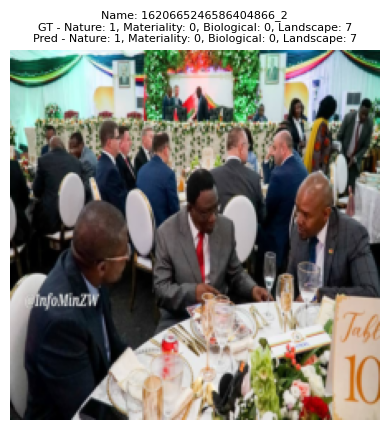 Name: 1620665246586404866_2
GT - Nature: 1, Materiality: 0, Biological: 0, Landscape: 7
Pred - Nature: 1, Materiality: 0, Biological: 0, Landscape: 7
@InfoMinZW
Table
10